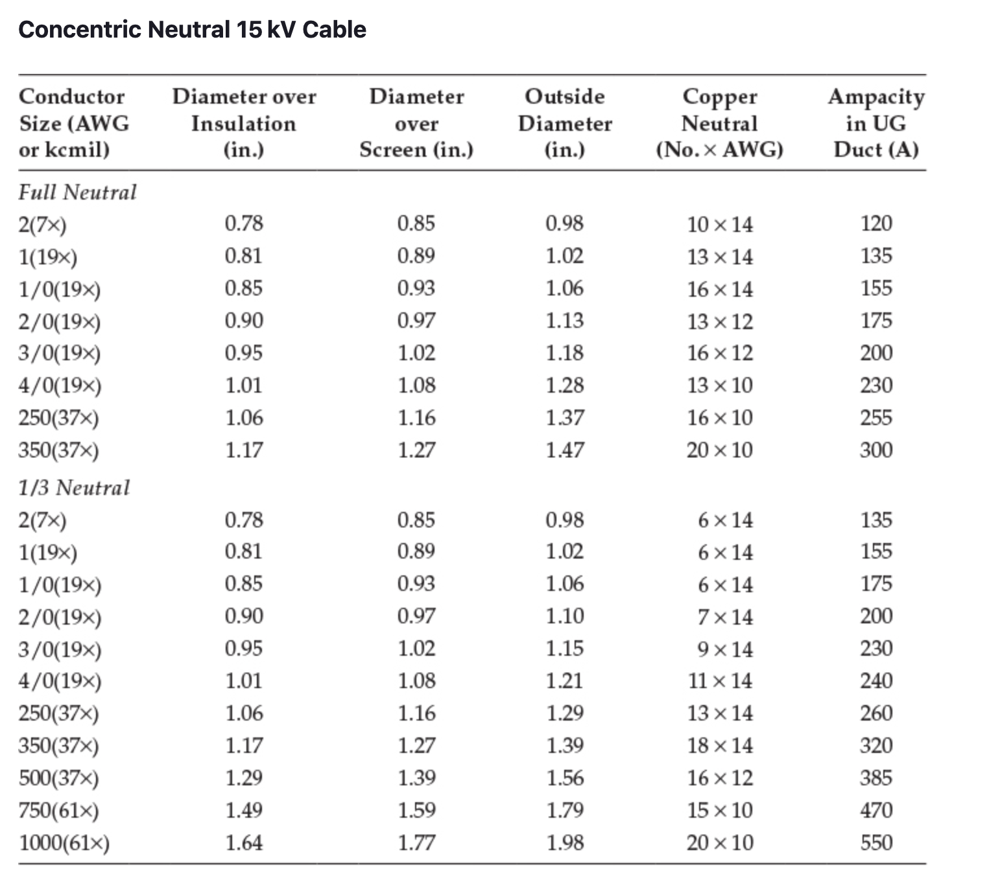 Concentric Neutral 15 kV Cable
Conductor Size (AWG or kcmil) Diameter over Insulation (in.) Diameter over Screen (in.) Outside Diameter (in.) Copper Neutral (No. × AWG) Ampacity in UG Duct (A)
Full Neutral
2(7×) 0.78 0.85 0.98 10 × 14 120
1(19×) 0.81 0.89 1.02 13 × 14 135
1/0(19×) 0.85 0.93 1.06 16 × 14 155
2/0(19×) 0.90 0.97 1.13 13 × 12 175
3/0(19×) 0.95 1.02 1.18 16 × 12 200
4/0(19×) 1.01 1.08 1.28 13 × 10 230
250(37×) 1.06 1.16 1.37 16 × 10 255
350(37×) 1.17 1.27 1.47 20 × 10 300
1/3 Neutral
2(7×) 0.78 0.85 0.98 6 × 14 135
1(19×) 0.81 0.89 1.02 6 × 14 155
1/0(19×) 0.85 0.93 1.06 6 × 14 175
2/0(19×) 0.90 0.97 1.10 7 × 14 200
3/0(19×) 0.95 1.02 1.15 9 × 14 230
4/0(19×) 1.01 1.08 1.21 11 × 14 240
250(37×) 1.06 1.16 1.29 13 × 14 260
350(37×) 1.17 1.27 1.39 18 × 14 320
500(37×) 1.29 1.39 1.56 16 × 12 385
750(61×) 1.49 1.59 1.79 15 × 10 470
1000(61×) 1.64 1.77 1.98 20 × 10 550